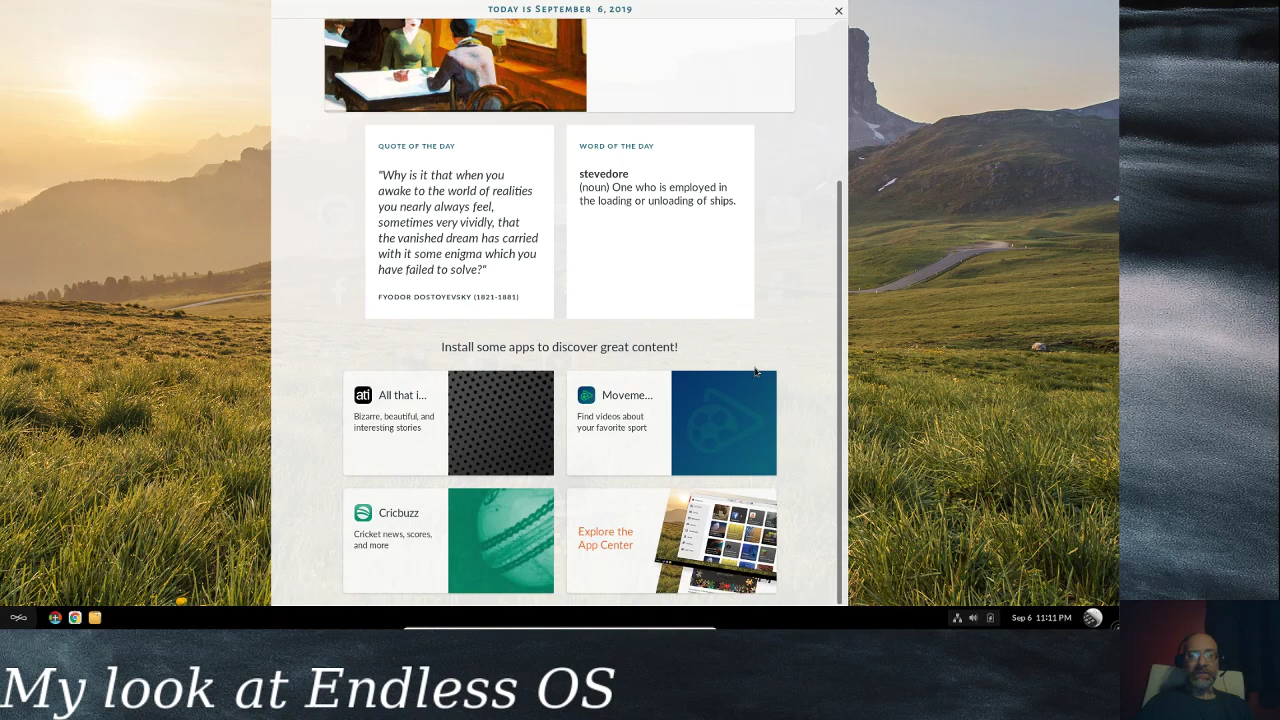 TODAY IS SEPTEMBER 6, 2019
QUOTE OF THE DAY
"Why is it that when you
awake to the world of realities
you nearly always feel,
sometimes very vividly, that
the vanished dream has carried
with it some enigma which you
have failed to solve?"
FYODOR DOSTOYEVSKY (1821-1881)
WORD OF THE DAY
stevedore
(noun) One who is employed in
the loading or unloading of ships.
Install some apps to discover great content!
ati All that i...
Bizarre, beautiful, and
interesting stories
Moveme...
Find videos about
your favorite sport
Cricbuzz
Cricket news, scores,
and more
Explore the
App Center
Sep 6 11:11 PM
My look at Endless OS